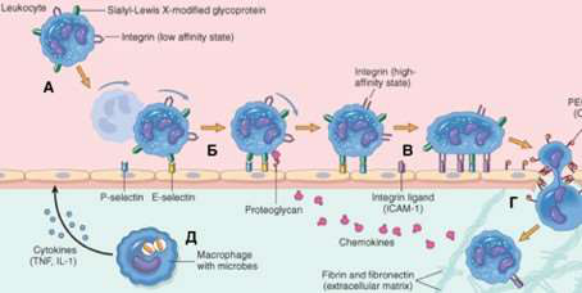 Leukocyte
Sialyl-Lewis X-modified glycoprotein
Integrin (low affinity state)
А
Integrin (high-
affinity state)
Б
В
P-selectin
E-selectin
Proteoglycan
Integrin ligand
(ICAM-1)
Г
Cytokines
(TNF, IL-1)
Д
Macrophage
with microbes
Chemokines
Fibrin and fibronectin
(extracellular matrix)